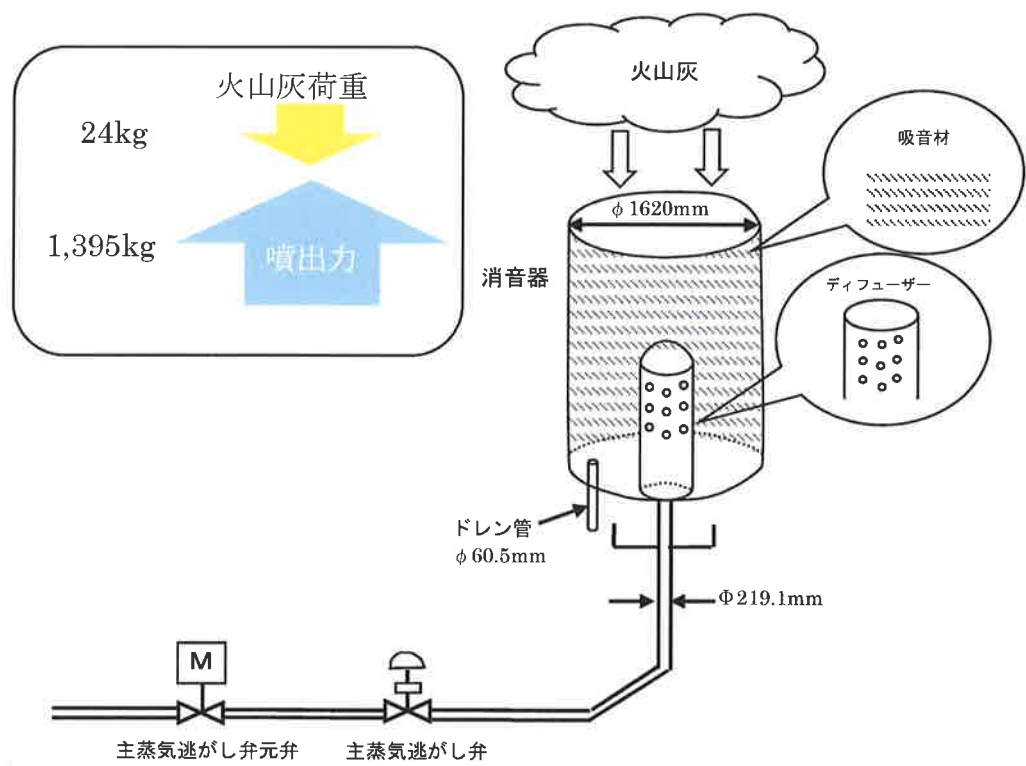 火山灰荷重
24kg
1,395kg
噴出力
火山灰
吸音材
φ1620mm
消音器
ディフューザー
ドレン管
φ60.5mm
Φ219.1mm
M
主蒸気逃がし弁元弁
主蒸気逃がし弁